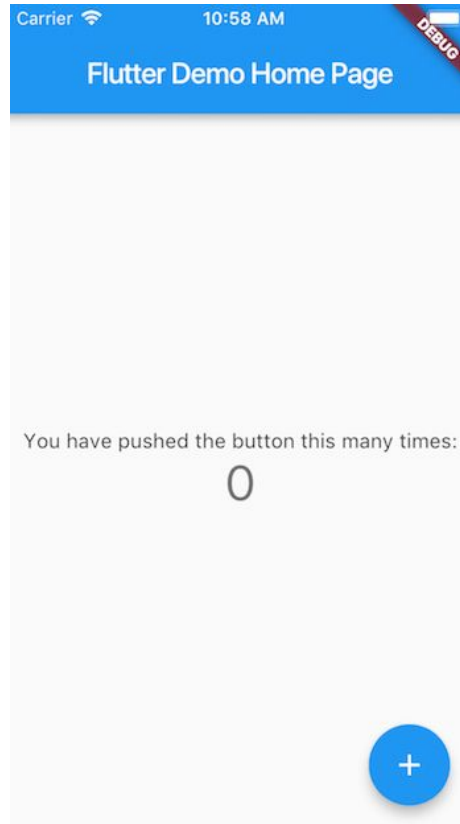 Carrier 10:58 AM
DEBUG
Flutter Demo Home Page
You have pushed the button this many times:
0
+